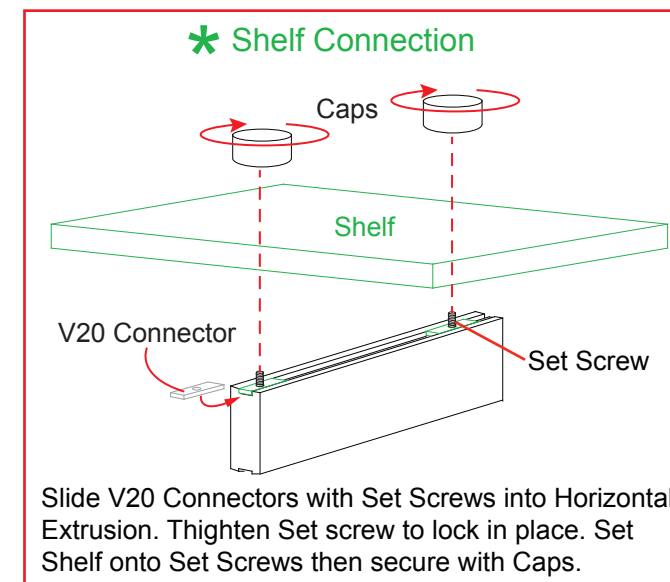 * Shelf Connection
Caps
Shelf
V20 Connector
Set Screw
Slide V20 Connectors with Set Screws into Horizontal
Extrusion. Thighten Set screw to lock in place. Set
Shelf onto Set Screws then secure with Caps.